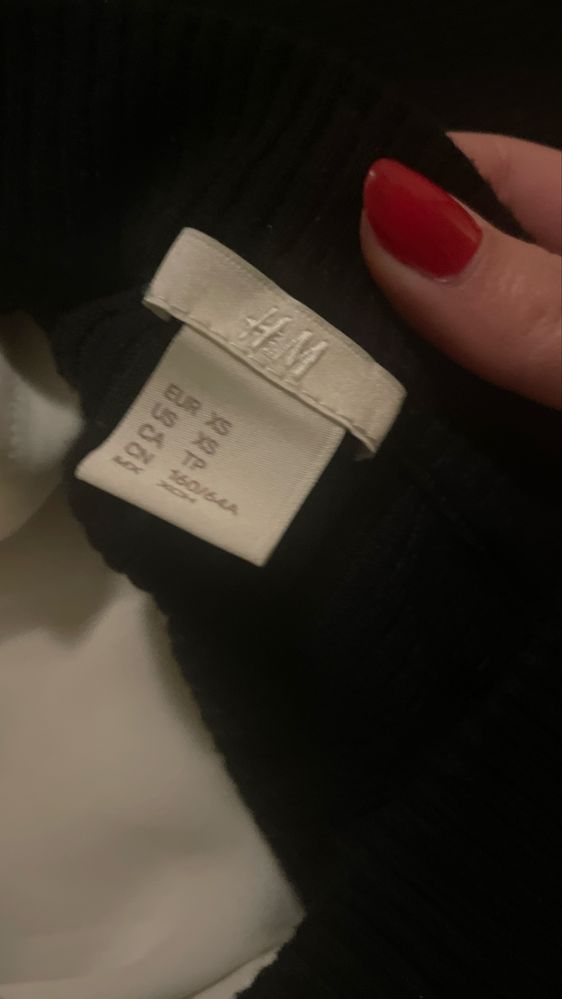 H&M
EUR XS
US XS
CA TP
CN 160/64A
MX XCH